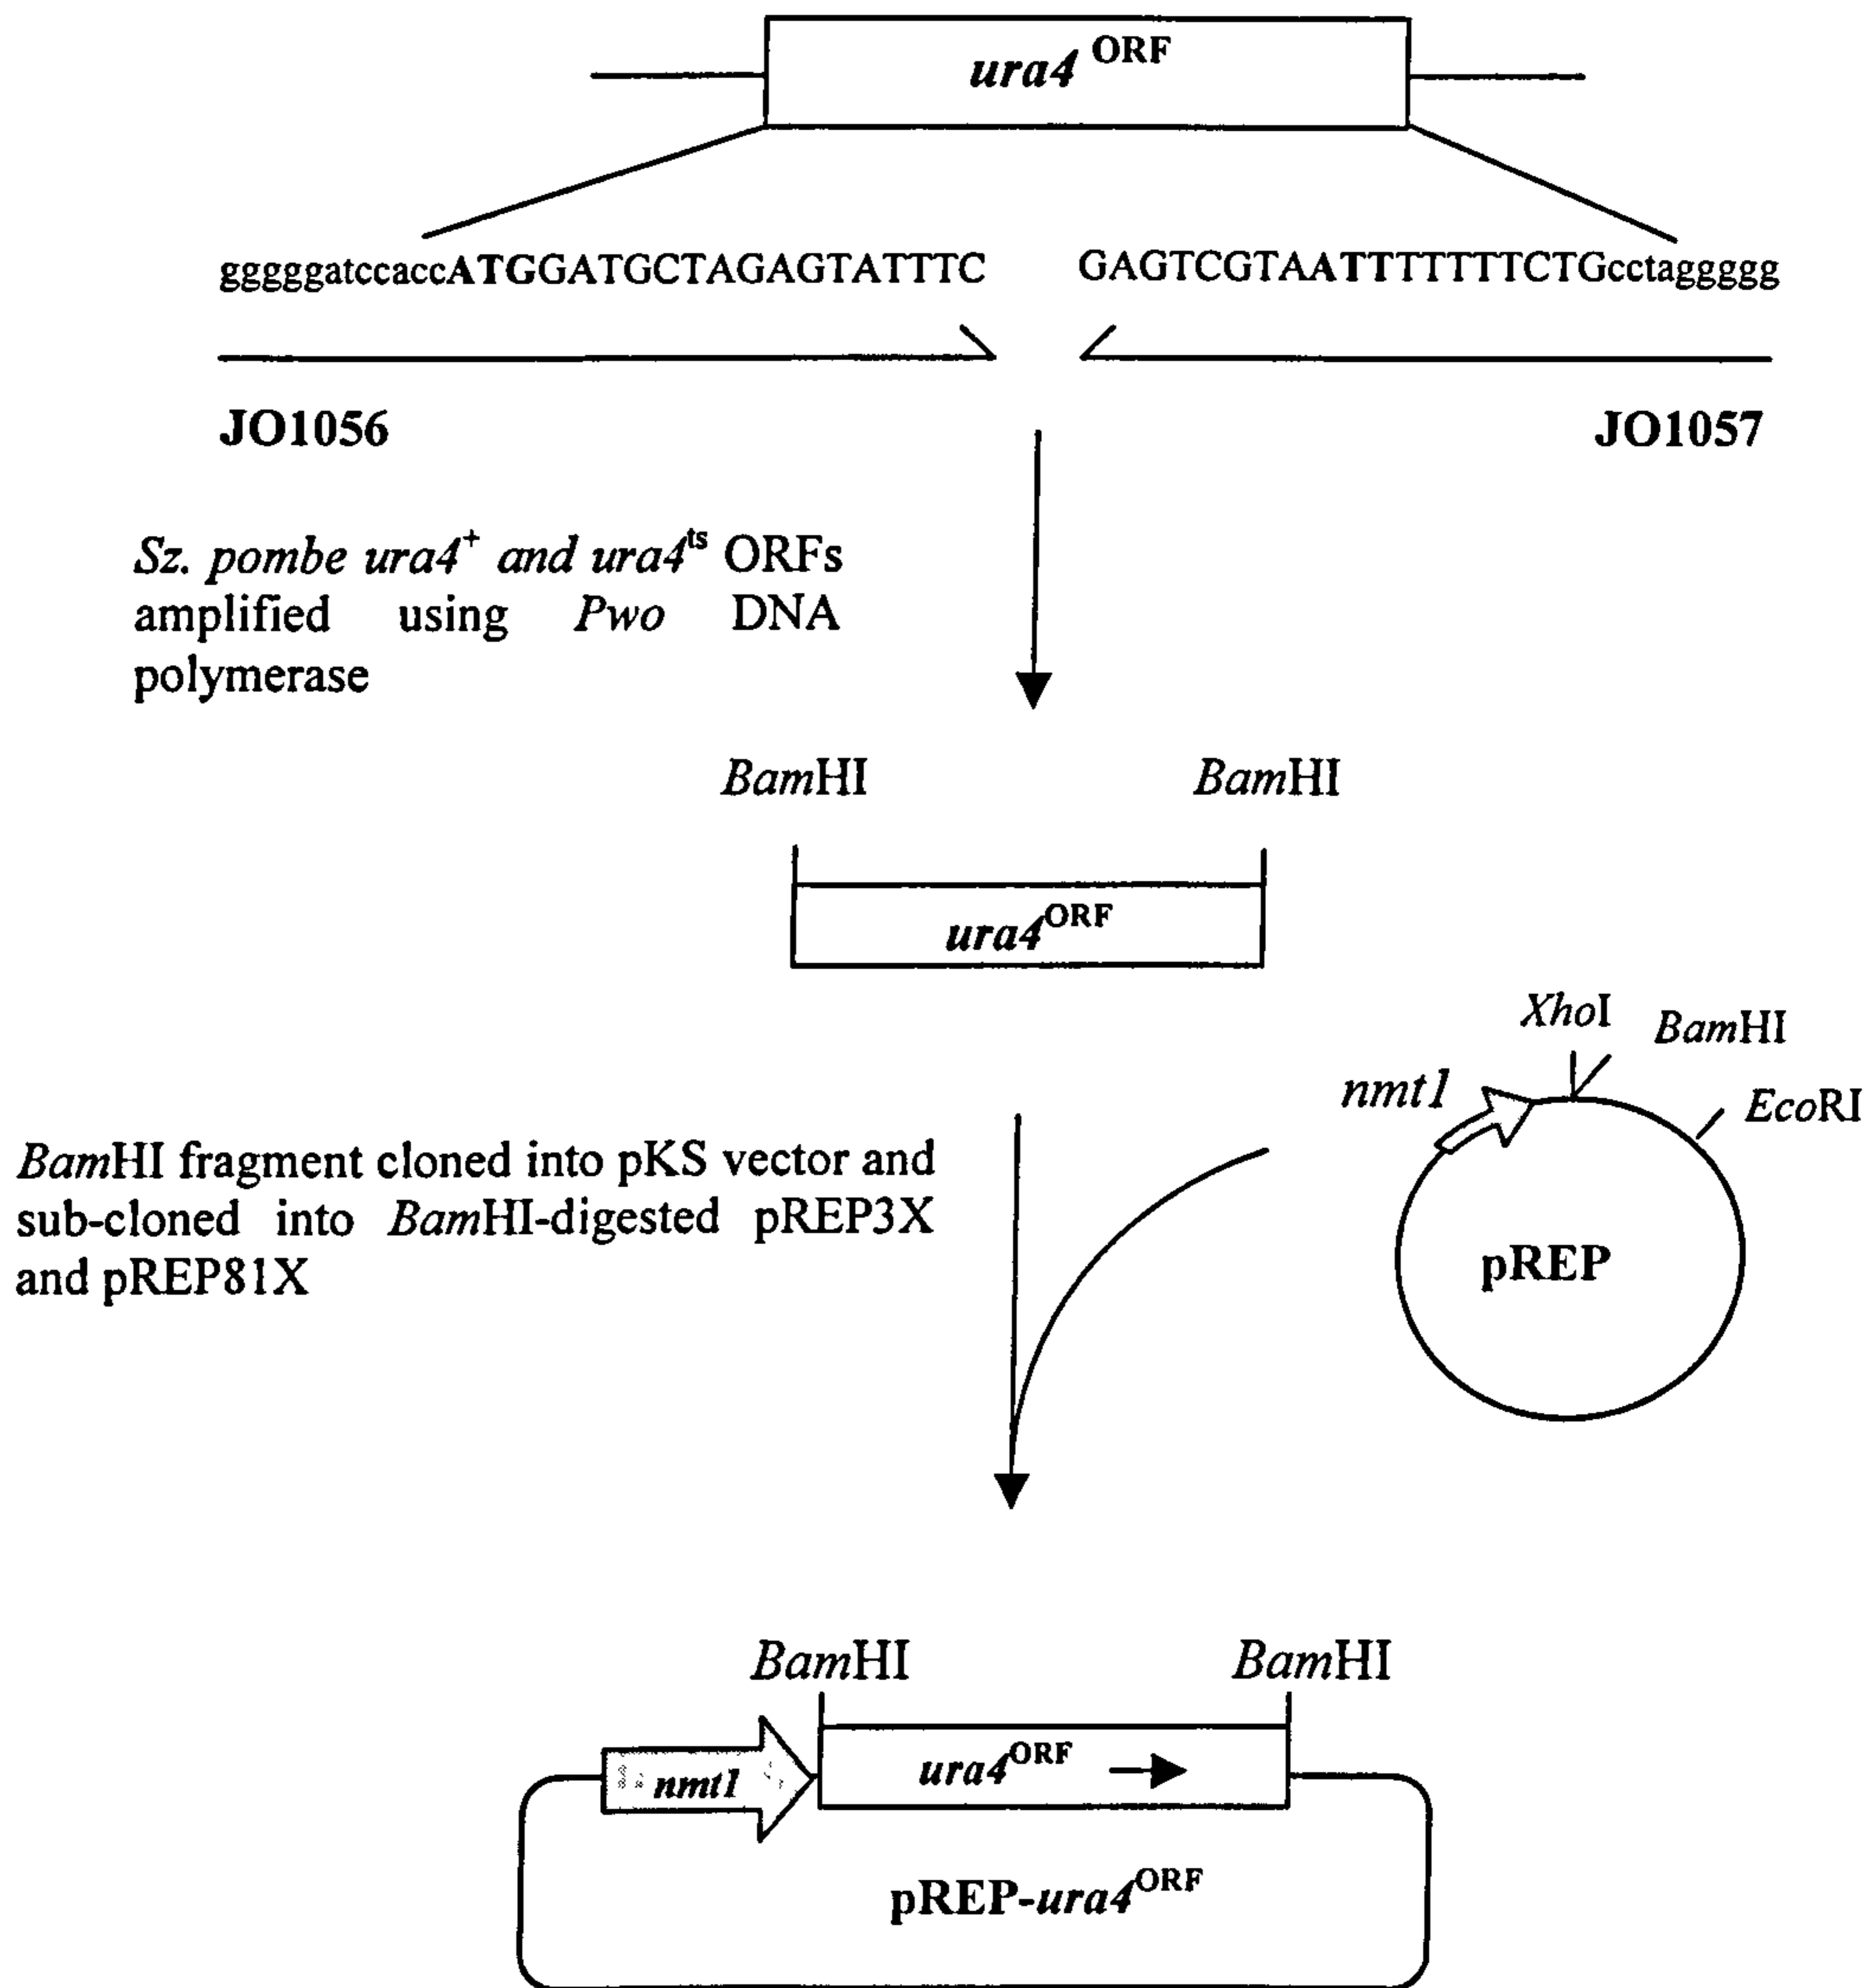 ura4 ORF
gggggatccaccATGGATGCTAGAGTATTTC GAGTCGTAAATTTTTTTTCTGcctaggggg
JO1056 JO1057
Sz. pombe ura4+ and ura4ts ORFs
amplified using Pwo DNA
polymerase
BamHI BamHI
ura4ORF
XhoI BamHI
nmt1
EcoRI
BamHI fragment cloned into pKS vector and
sub-cloned into BamHI-digested pREP3X
and pREP81X
pREP
BamHI BamHI
nmt1 ura4ORF
pREP-ura4ORF